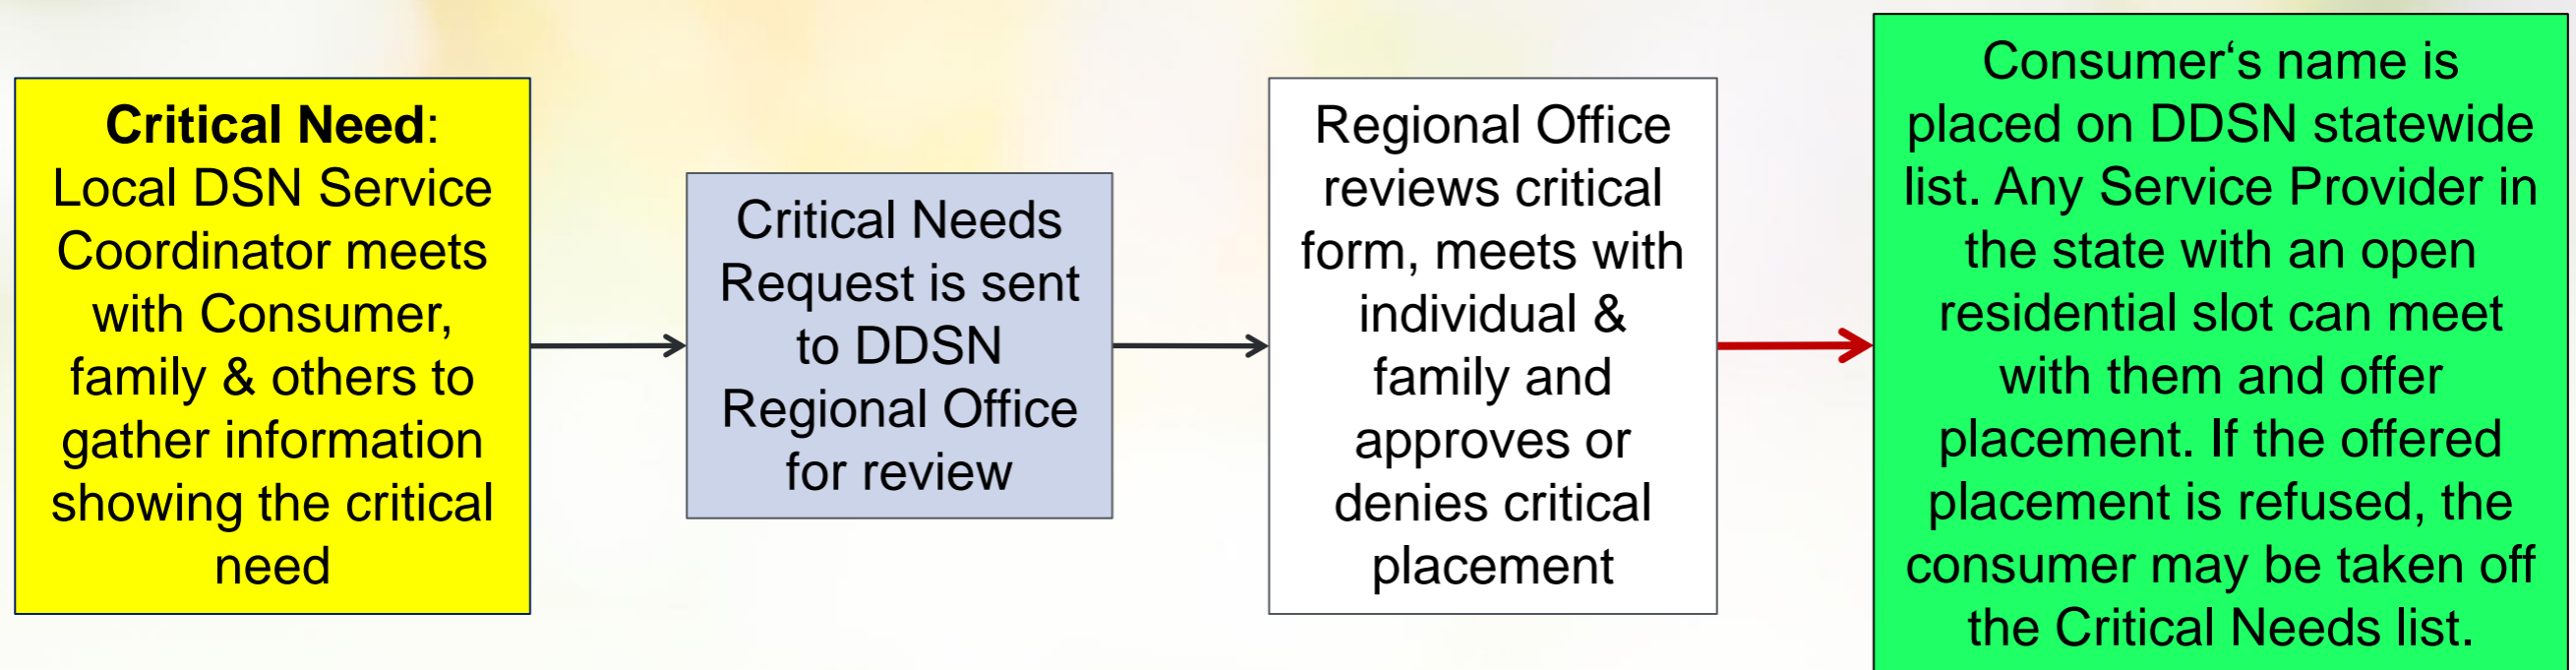 Critical Need:
Local DSN Service
Coordinator meets
with Consumer,
family & others to
gather information
showing the critical
need
Critical Needs
Request is sent
to DDSN
Regional Office
for review
Regional Office
reviews critical
form, meets with
individual &
family and
approves or
denies critical
placement
Consumer‘s name is
placed on DDSN statewide
list. Any Service Provider in
the state with an open
residential slot can meet
with them and offer
placement. If the offered
placement is refused, the
consumer may be taken off
the Critical Needs list.